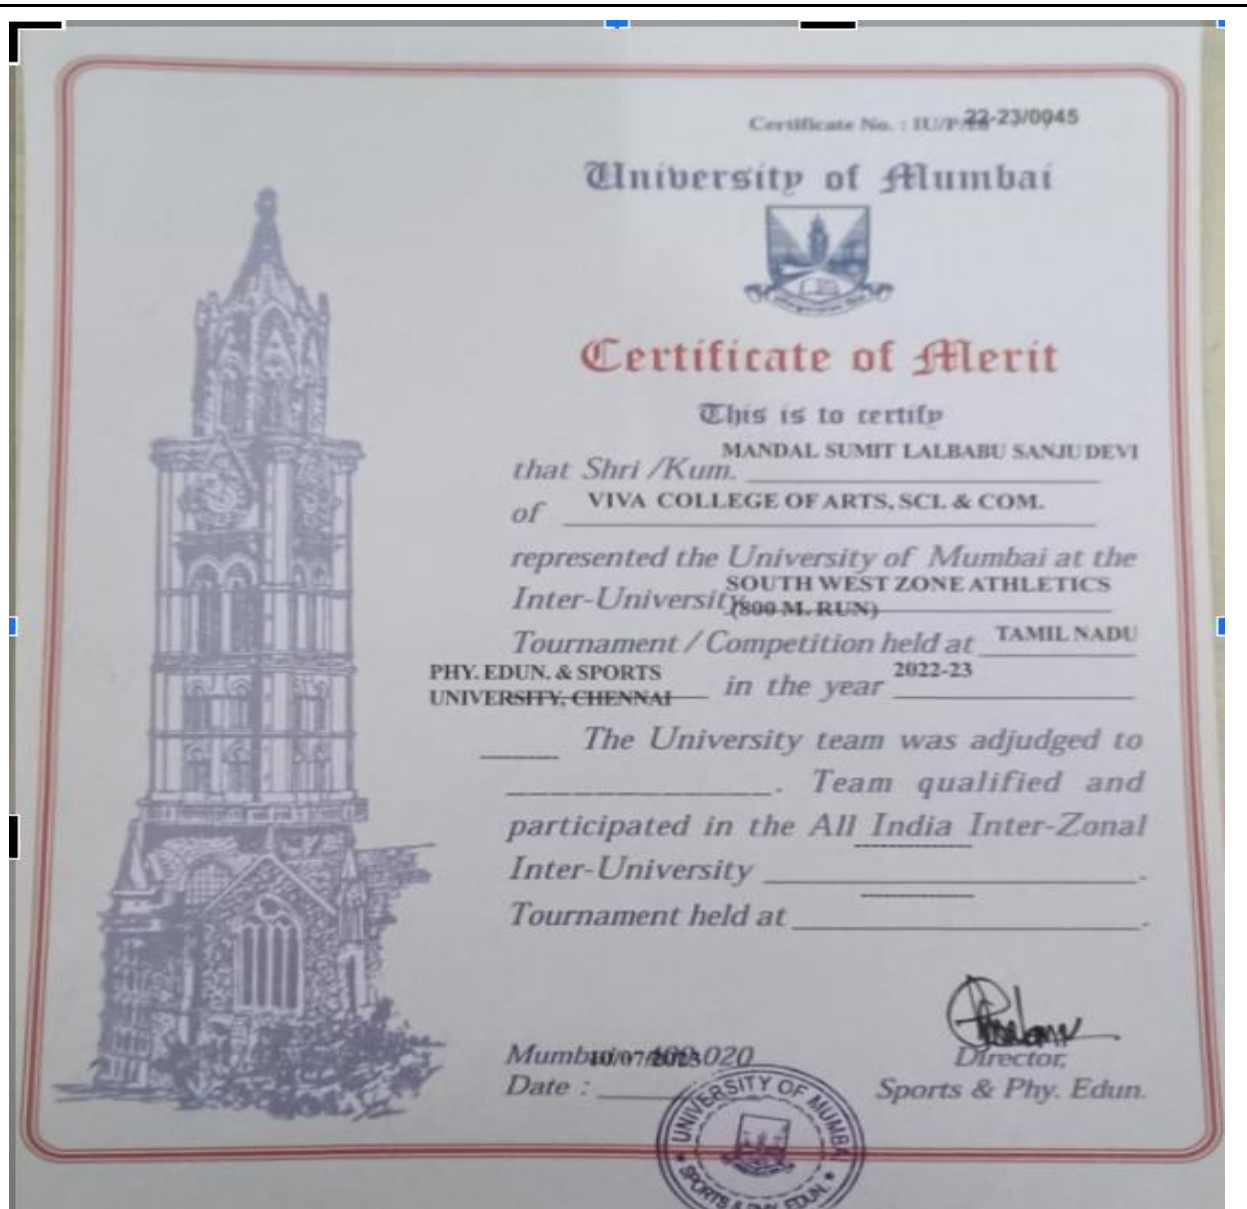 Certificate No. : IU/P/ 22-23/0045
University of Mumbai
Certificate of Merit
This is to certify
MANDAL SUMIT LALBABU SANJU DEVI
that Shri /Kum.
VIVA COLLEGE OF ARTS, SCI. & COM.
of
represented the University of Mumbai at the
SOUTH WEST ZONE ATHLETICS
Inter-University
(800 M. RUN)
Tournament / Competition held at TAMIL NADU
PHY. EDUN. & SPORTS
UNIVERSITY, CHENNAI in the year 2022-23
The University team was adjudged to
. Team qualified and
participated in the All India Inter-Zonal
Inter-University .
Tournament held at .
Mumbai - 400 020
10/07/2023
Date :
Director,
Sports & Phy. Edun.
UNIVERSITY OF MUMBAI
SPORTS & PHY. EDUN.